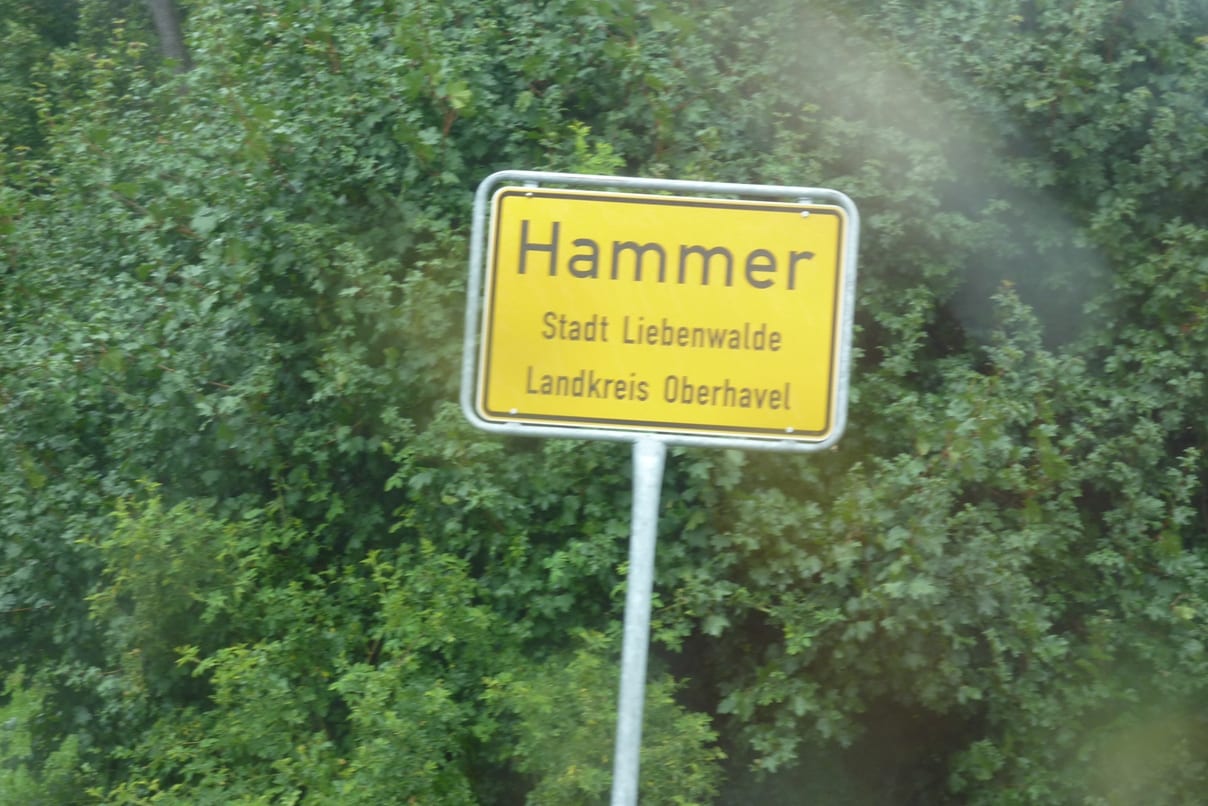 Hammer
Stadt Liebenwalde
Landkreis Oberhavel